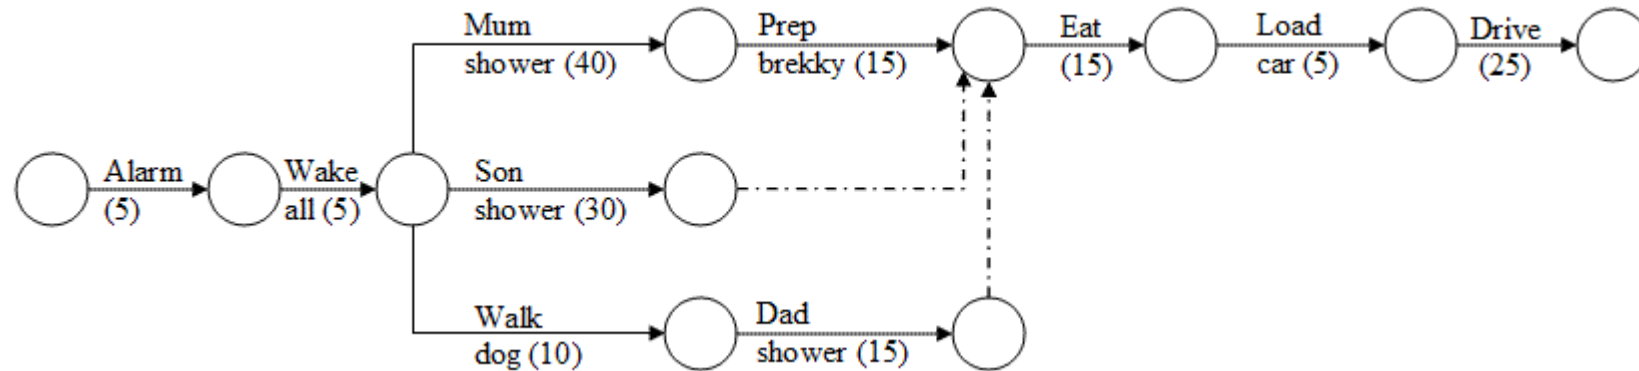 Mum
shower (40)
Prep
brekky (15)
Eat
(15)
Load
car (5)
Drive
(25)
Alarm
(5)
Wake
all (5)
Son
shower (30)
Walk
dog (10)
Dad
shower (15)